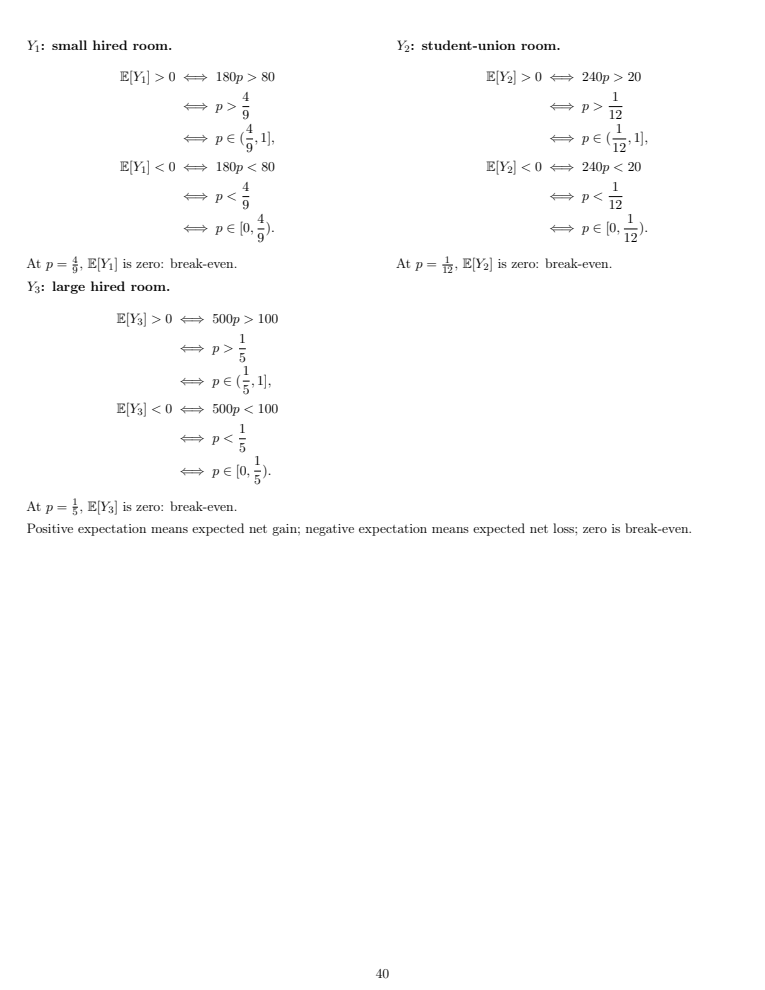 Y₁: small hired room.
𝔼[Y₁] > 0 ⟺ 180p > 80
⟺ p > 4/9
⟺ p ∈ (4/9, 1],
𝔼[Y₁] < 0 ⟺ 180p < 80
⟺ p < 4/9
⟺ p ∈ [0, 4/9).
At p = 4/9, 𝔼[Y₁] is zero: break-even.
Y₂: student-union room.
𝔼[Y₂] > 0 ⟺ 240p > 20
⟺ p > 1/12
⟺ p ∈ (1/12, 1],
𝔼[Y₂] < 0 ⟺ 240p < 20
⟺ p < 1/12
⟺ p ∈ [0, 1/12).
At p = 1/12, 𝔼[Y₂] is zero: break-even.
Y₃: large hired room.
𝔼[Y₃] > 0 ⟺ 500p > 100
⟺ p > 1/5
⟺ p ∈ (1/5, 1],
𝔼[Y₃] < 0 ⟺ 500p < 100
⟺ p < 1/5
⟺ p ∈ [0, 1/5).
At p = 1/5, 𝔼[Y₃] is zero: break-even.
Positive expectation means expected net gain; negative expectation means expected net loss; zero is break-even.
40